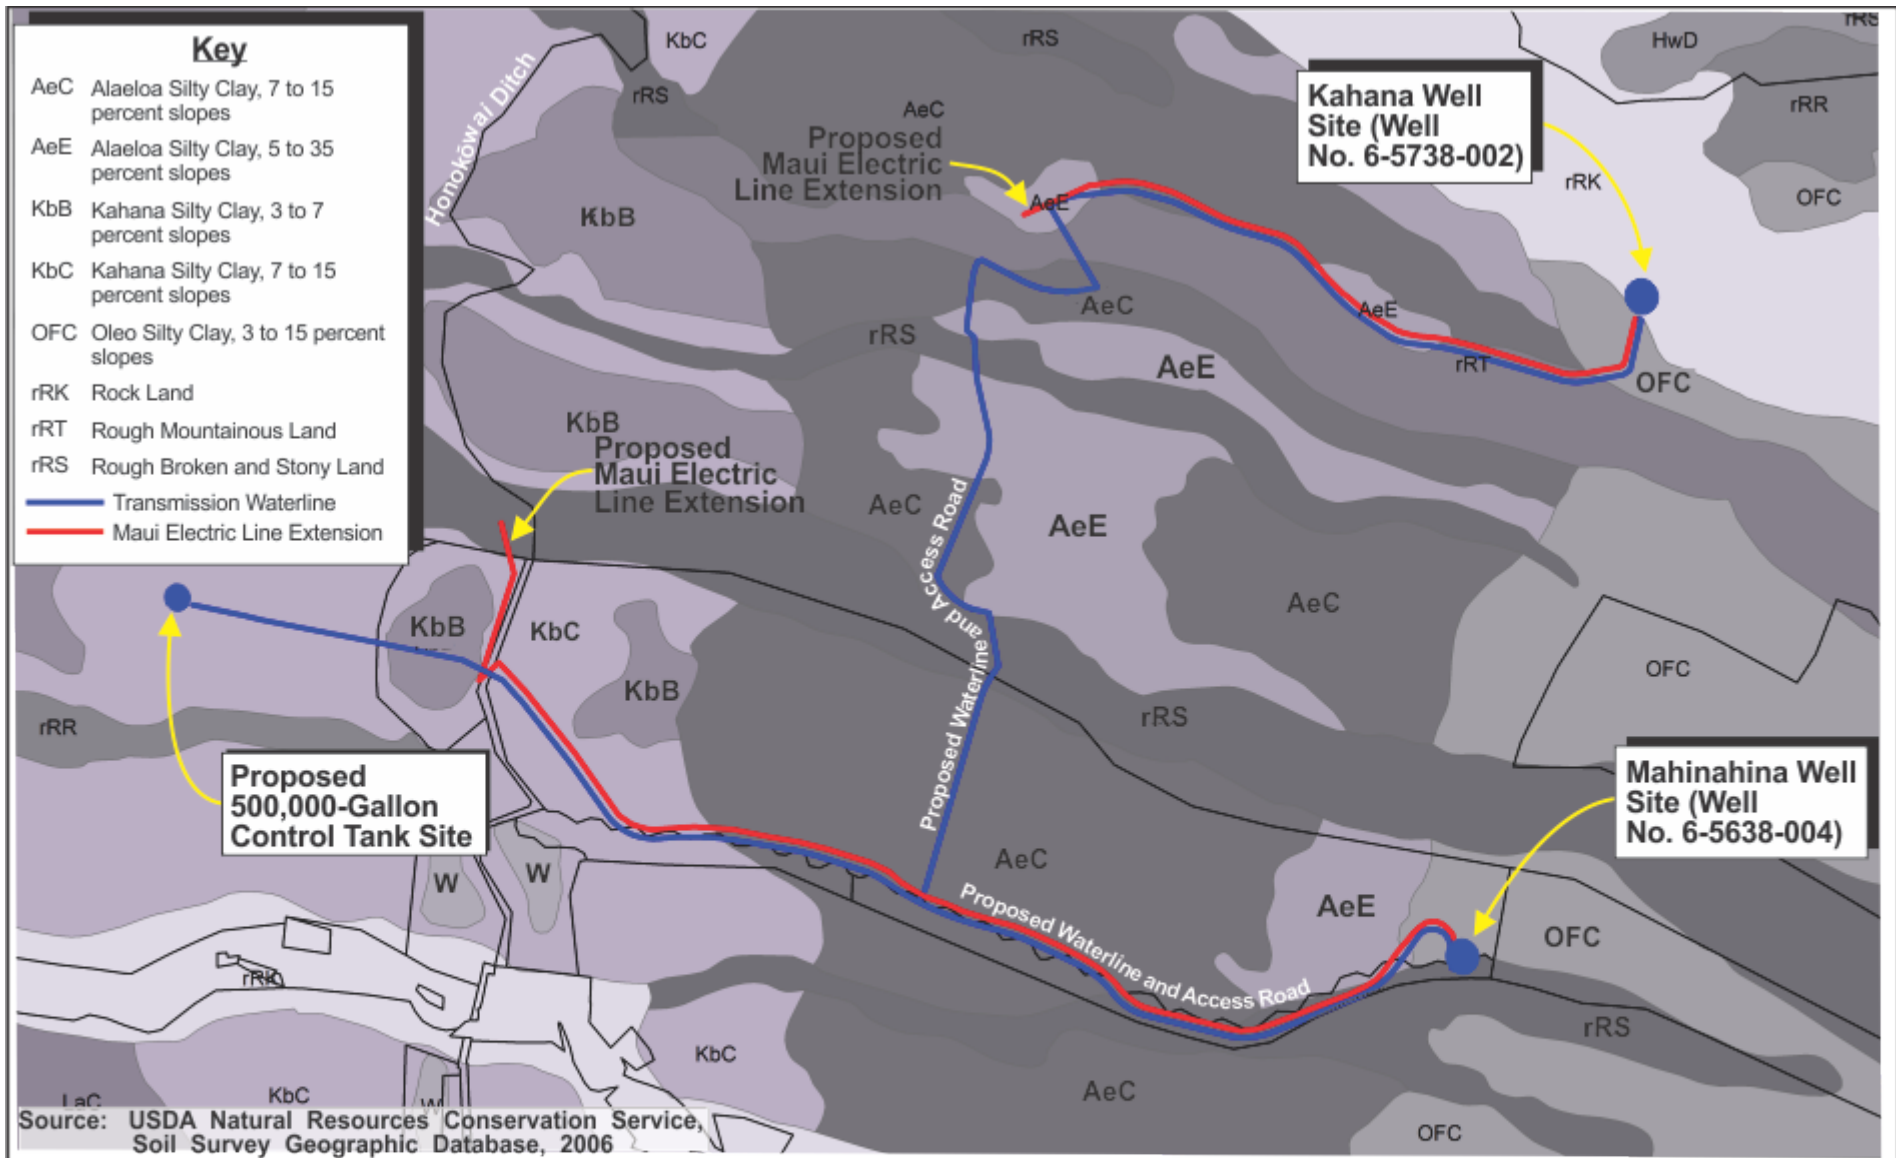 Key
AeC Alaeloa Silty Clay, 7 to 15
percent slopes
AeE Alaeloa Silty Clay, 5 to 35
percent slopes
KbB Kahana Silty Clay, 3 to 7
percent slopes
KbC Kahana Silty Clay, 7 to 15
percent slopes
OFC Oleo Silty Clay, 3 to 15 percent
slopes
rRK Rock Land
rRT Rough Mountainous Land
rRS Rough Broken and Stony Land
Transmission Waterline
Maui Electric Line Extension
Honokōwai Ditch
KbC
rRS
rRS
HwD
rRS
rRR
OFC
rRK
AeC
Proposed
Maui Electric
Line Extension
Kahana Well
Site (Well
No. 6-5738-002)
KbB
AeE
AeC
AeE
rRS
AeE
rRT
OFC
KbB
Proposed
Maui Electric
Line Extension
AeC
AeE
AeC
Proposed Waterline and Access Road
KbB
KbC
KbB
OFC
rRS
rRR
Proposed
500,000-Gallon
Control Tank Site
Mahinahina Well
Site (Well
No. 6-5638-004)
W
W
AeC
AeE
OFC
Proposed Waterline and Access Road
rRK
rRS
KbC
AeC
LaC
KbC
W
OFC
Source: USDA Natural Resources Conservation Service,
Soil Survey Geographic Database, 2006